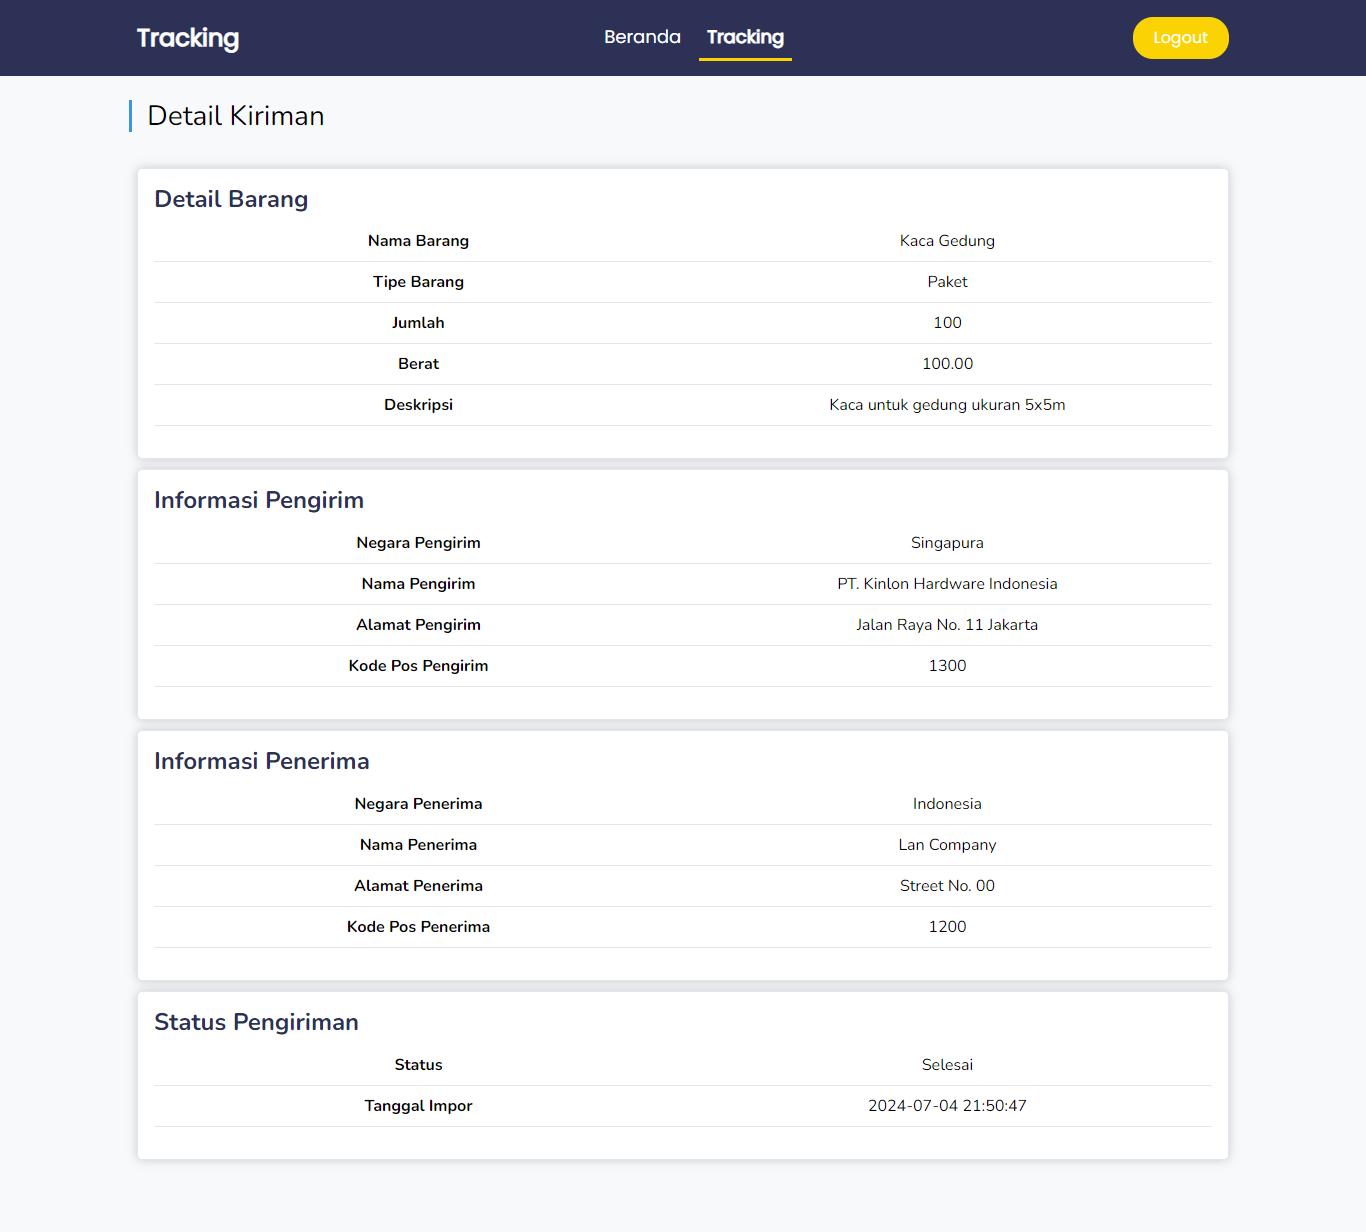 Tracking Beranda Tracking Logout
Detail Kiriman
Detail Barang
Nama Barang Kaca Gedung
Tipe Barang Paket
Jumlah 100
Berat 100.00
Deskripsi Kaca untuk gedung ukuran 5x5m
Informasi Pengirim
Negara Pengirim Singapura
Nama Pengirim PT. Kinlon Hardware Indonesia
Alamat Pengirim Jalan Raya No. 11 Jakarta
Kode Pos Pengirim 1300
Informasi Penerima
Negara Penerima Indonesia
Nama Penerima Lan Company
Alamat Penerima Street No. 00
Kode Pos Penerima 1200
Status Pengiriman
Status Selesai
Tanggal Impor 2024-07-04 21:50:47